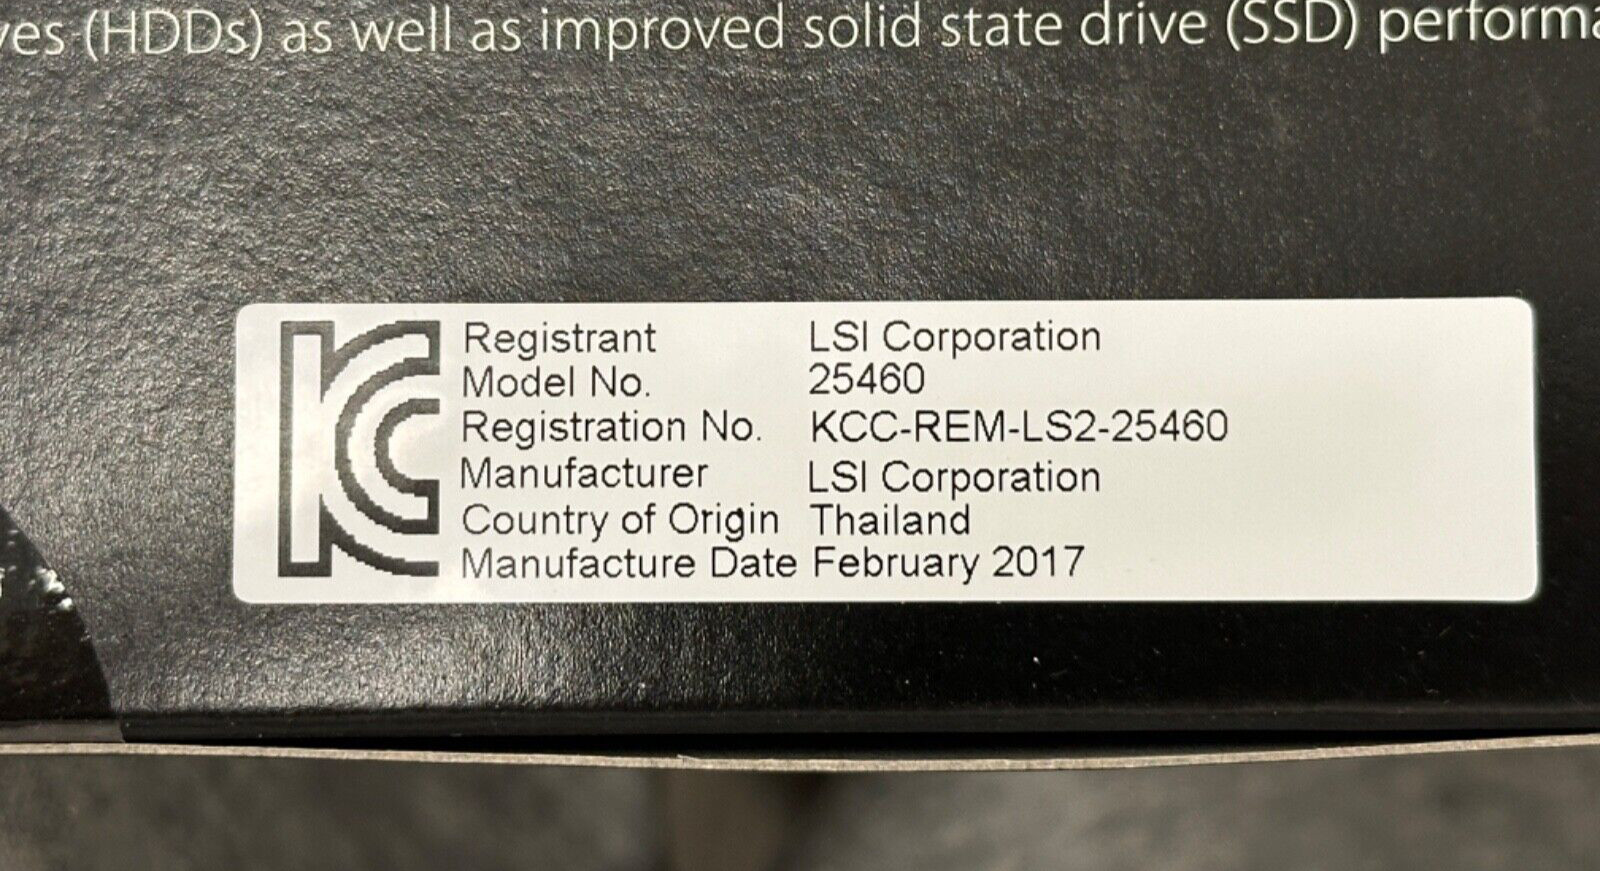 ves (HDDs) as well as improved solid state drive (SSD) performa
KC
Registrant LSI Corporation
Model No. 25460
Registration No. KCC-REM-LS2-25460
Manufacturer LSI Corporation
Country of Origin Thailand
Manufacture Date February 2017